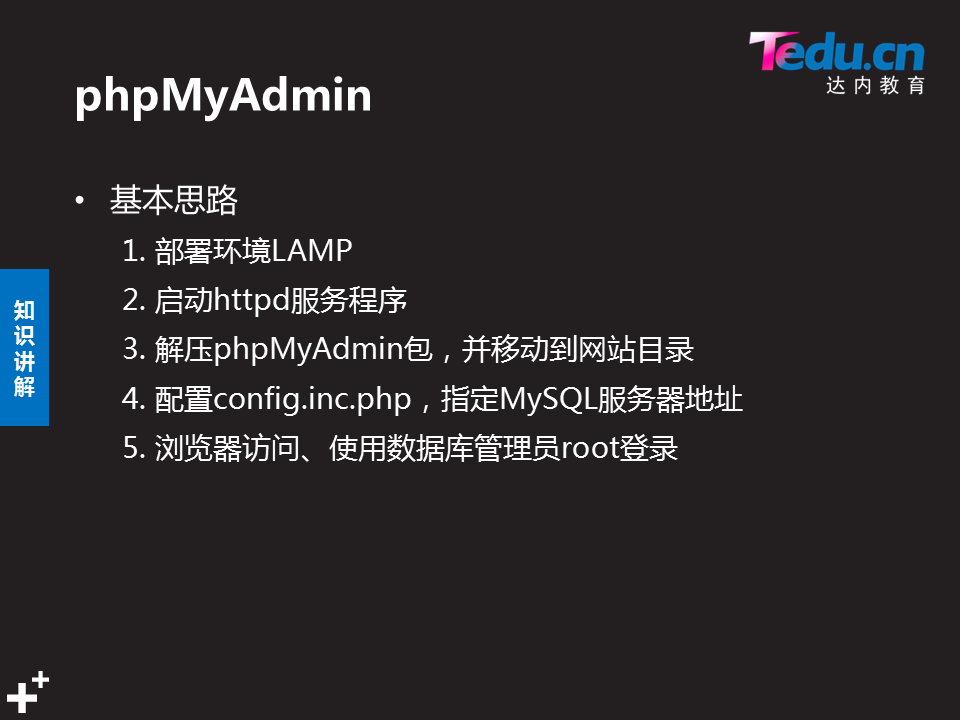 Tedu.cn
达内教育
phpMyAdmin
• 基本思路
1. 部署环境LAMP
2. 启动httpd服务程序
3. 解压phpMyAdmin包，并移动到网站目录
4. 配置config.inc.php，指定MySQL服务器地址
5. 浏览器访问、使用数据库管理员root登录
知识讲解